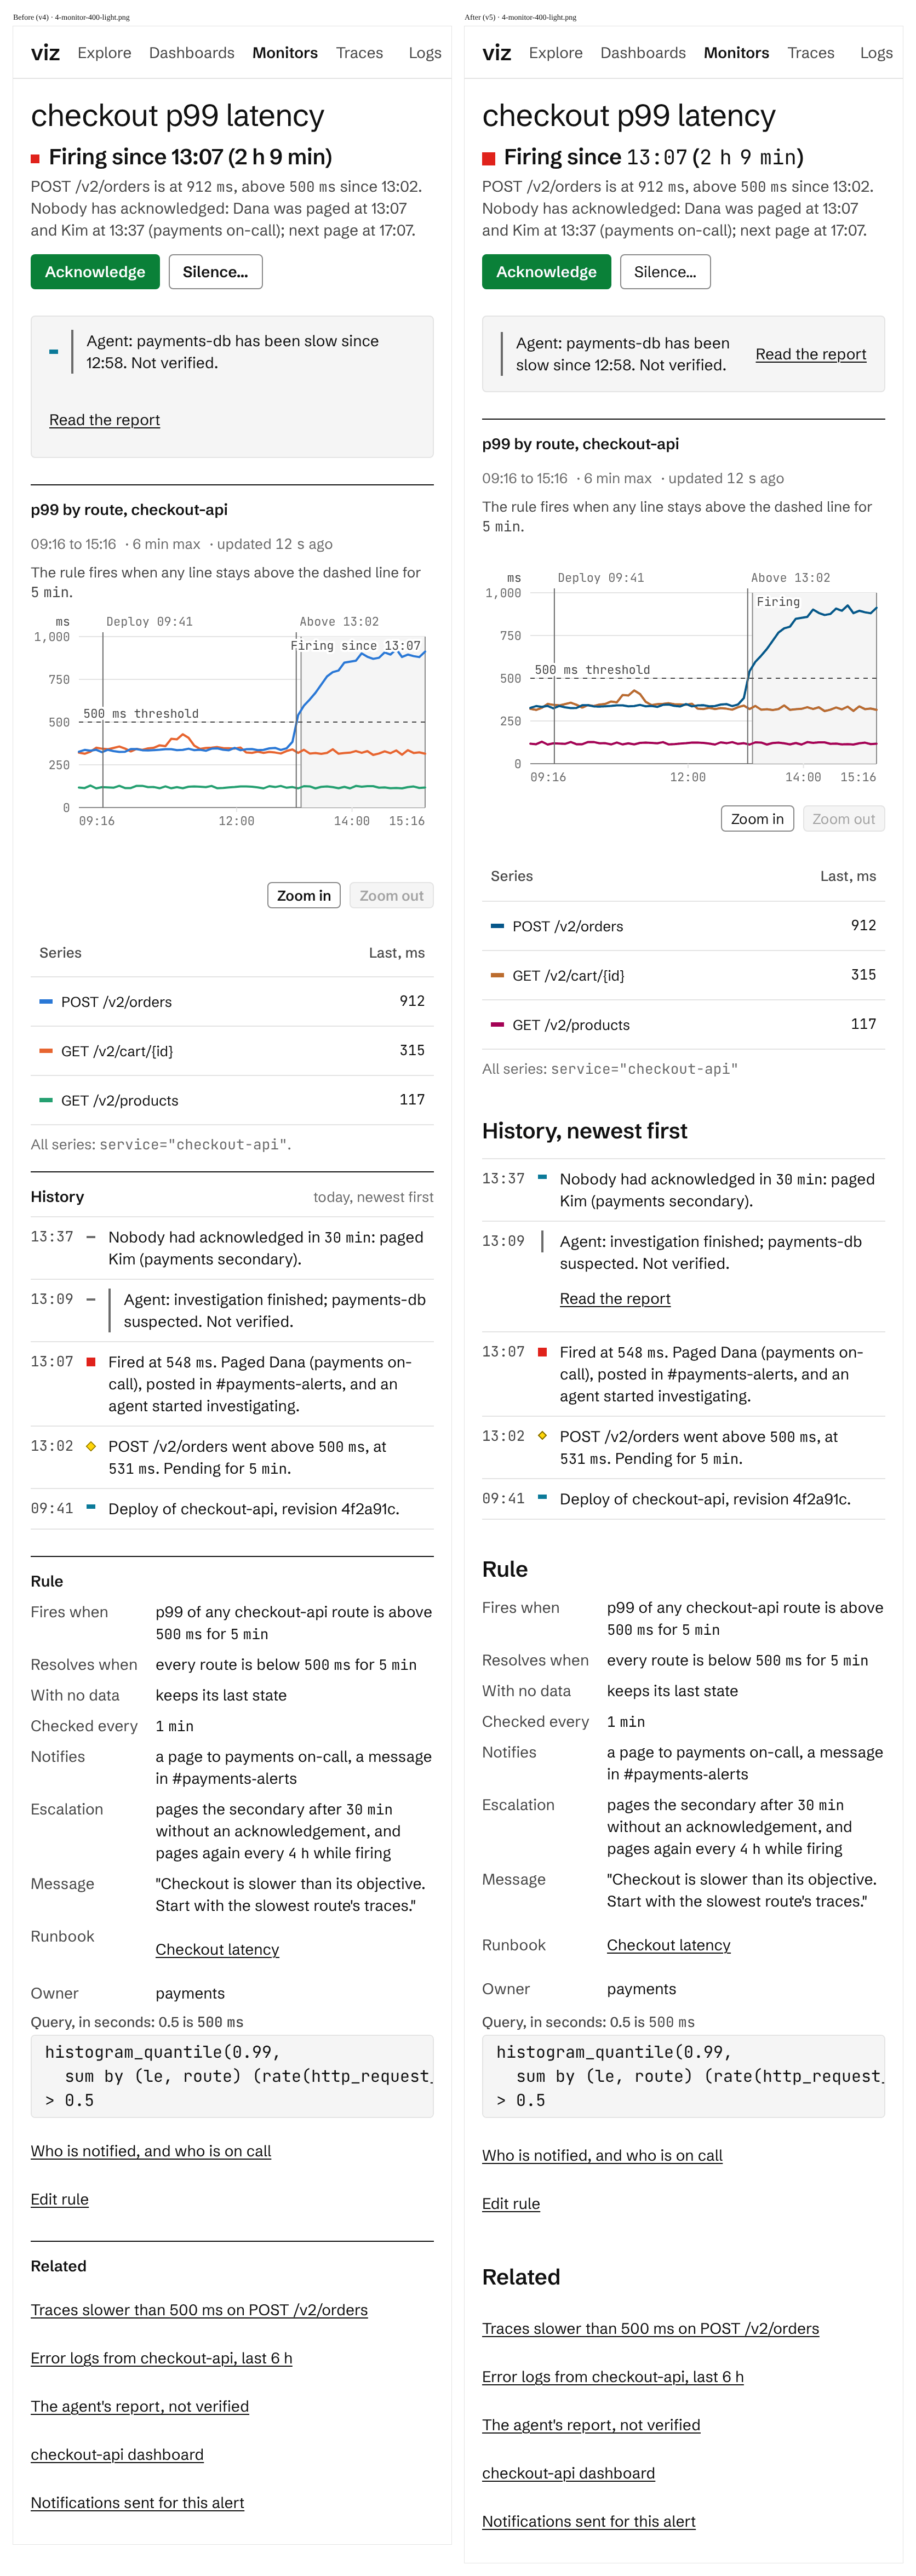 Before (v4) · 4-monitor-400-light.png
viz Explore Dashboards Monitors Traces Logs
checkout p99 latency
Firing since 13:07 (2 h 9 min)
POST /v2/orders is at 912 ms, above 500 ms since 13:02.
Nobody has acknowledged: Dana was paged at 13:07
and Kim at 13:37 (payments on-call); next page at 17:07.
Acknowledge Silence...
Agent: payments-db has been slow since
12:58. Not verified.
Read the report
p99 by route, checkout-api
09:16 to 15:16 · 6 min max · updated 12 s ago
The rule fires when any line stays above the dashed line for
5 min.
ms Deploy 09:41 Above 13:02
1,000
Firing since 13:07
750
500 ms threshold
500
250
0
09:16 12:00 14:00 15:16
Zoom in Zoom out
Series Last, ms
POST /v2/orders 912
GET /v2/cart/{id} 315
GET /v2/products 117
All series: service="checkout-api".
History today, newest first
13:37 Nobody had acknowledged in 30 min: paged
Kim (payments secondary).
13:09 Agent: investigation finished; payments-db
suspected. Not verified.
13:07 Fired at 548 ms. Paged Dana (payments on-
call), posted in #payments-alerts, and an
agent started investigating.
13:02 POST /v2/orders went above 500 ms, at
531 ms. Pending for 5 min.
09:41 Deploy of checkout-api, revision 4f2a91c.
Rule
Fires when p99 of any checkout-api route is above
500 ms for 5 min
Resolves when every route is below 500 ms for 5 min
With no data keeps its last state
Checked every 1 min
Notifies a page to payments on-call, a message
in #payments-alerts
Escalation pages the secondary after 30 min
without an acknowledgement, and
pages again every 4 h while firing
Message "Checkout is slower than its objective.
Start with the slowest route's traces."
Runbook Checkout latency
Owner payments
Query, in seconds: 0.5 is 500 ms
histogram_quantile(0.99,
sum by (le, route) (rate(http_request_
> 0.5
Who is notified, and who is on call
Edit rule
Related
Traces slower than 500 ms on POST /v2/orders
Error logs from checkout-api, last 6 h
The agent's report, not verified
checkout-api dashboard
Notifications sent for this alert
After (v5) · 4-monitor-400-light.png
viz Explore Dashboards Monitors Traces Logs
checkout p99 latency
Firing since 13:07 (2 h 9 min)
POST /v2/orders is at 912 ms, above 500 ms since 13:02.
Nobody has acknowledged: Dana was paged at 13:07
and Kim at 13:37 (payments on-call); next page at 17:07.
Acknowledge Silence...
Agent: payments-db has been
slow since 12:58. Not verified.
Read the report
p99 by route, checkout-api
09:16 to 15:16 · 6 min max · updated 12 s ago
The rule fires when any line stays above the dashed line for
5 min.
ms Deploy 09:41 Above 13:02
1,000
Firing
750
500 ms threshold
500
250
0
09:16 12:00 14:00 15:16
Zoom in Zoom out
Series Last, ms
POST /v2/orders 912
GET /v2/cart/{id} 315
GET /v2/products 117
All series: service="checkout-api"
History, newest first
13:37 Nobody had acknowledged in 30 min: paged
Kim (payments secondary).
13:09 Agent: investigation finished; payments-db
suspected. Not verified.
Read the report
13:07 Fired at 548 ms. Paged Dana (payments on-
call), posted in #payments-alerts, and an
agent started investigating.
13:02 POST /v2/orders went above 500 ms, at
531 ms. Pending for 5 min.
09:41 Deploy of checkout-api, revision 4f2a91c.
Rule
Fires when p99 of any checkout-api route is above
500 ms for 5 min
Resolves when every route is below 500 ms for 5 min
With no data keeps its last state
Checked every 1 min
Notifies a page to payments on-call, a message
in #payments-alerts
Escalation pages the secondary after 30 min
without an acknowledgement, and
pages again every 4 h while firing
Message "Checkout is slower than its objective.
Start with the slowest route's traces."
Runbook Checkout latency
Owner payments
Query, in seconds: 0.5 is 500 ms
histogram_quantile(0.99,
sum by (le, route) (rate(http_request_
> 0.5
Who is notified, and who is on call
Edit rule
Related
Traces slower than 500 ms on POST /v2/orders
Error logs from checkout-api, last 6 h
The agent's report, not verified
checkout-api dashboard
Notifications sent for this alert